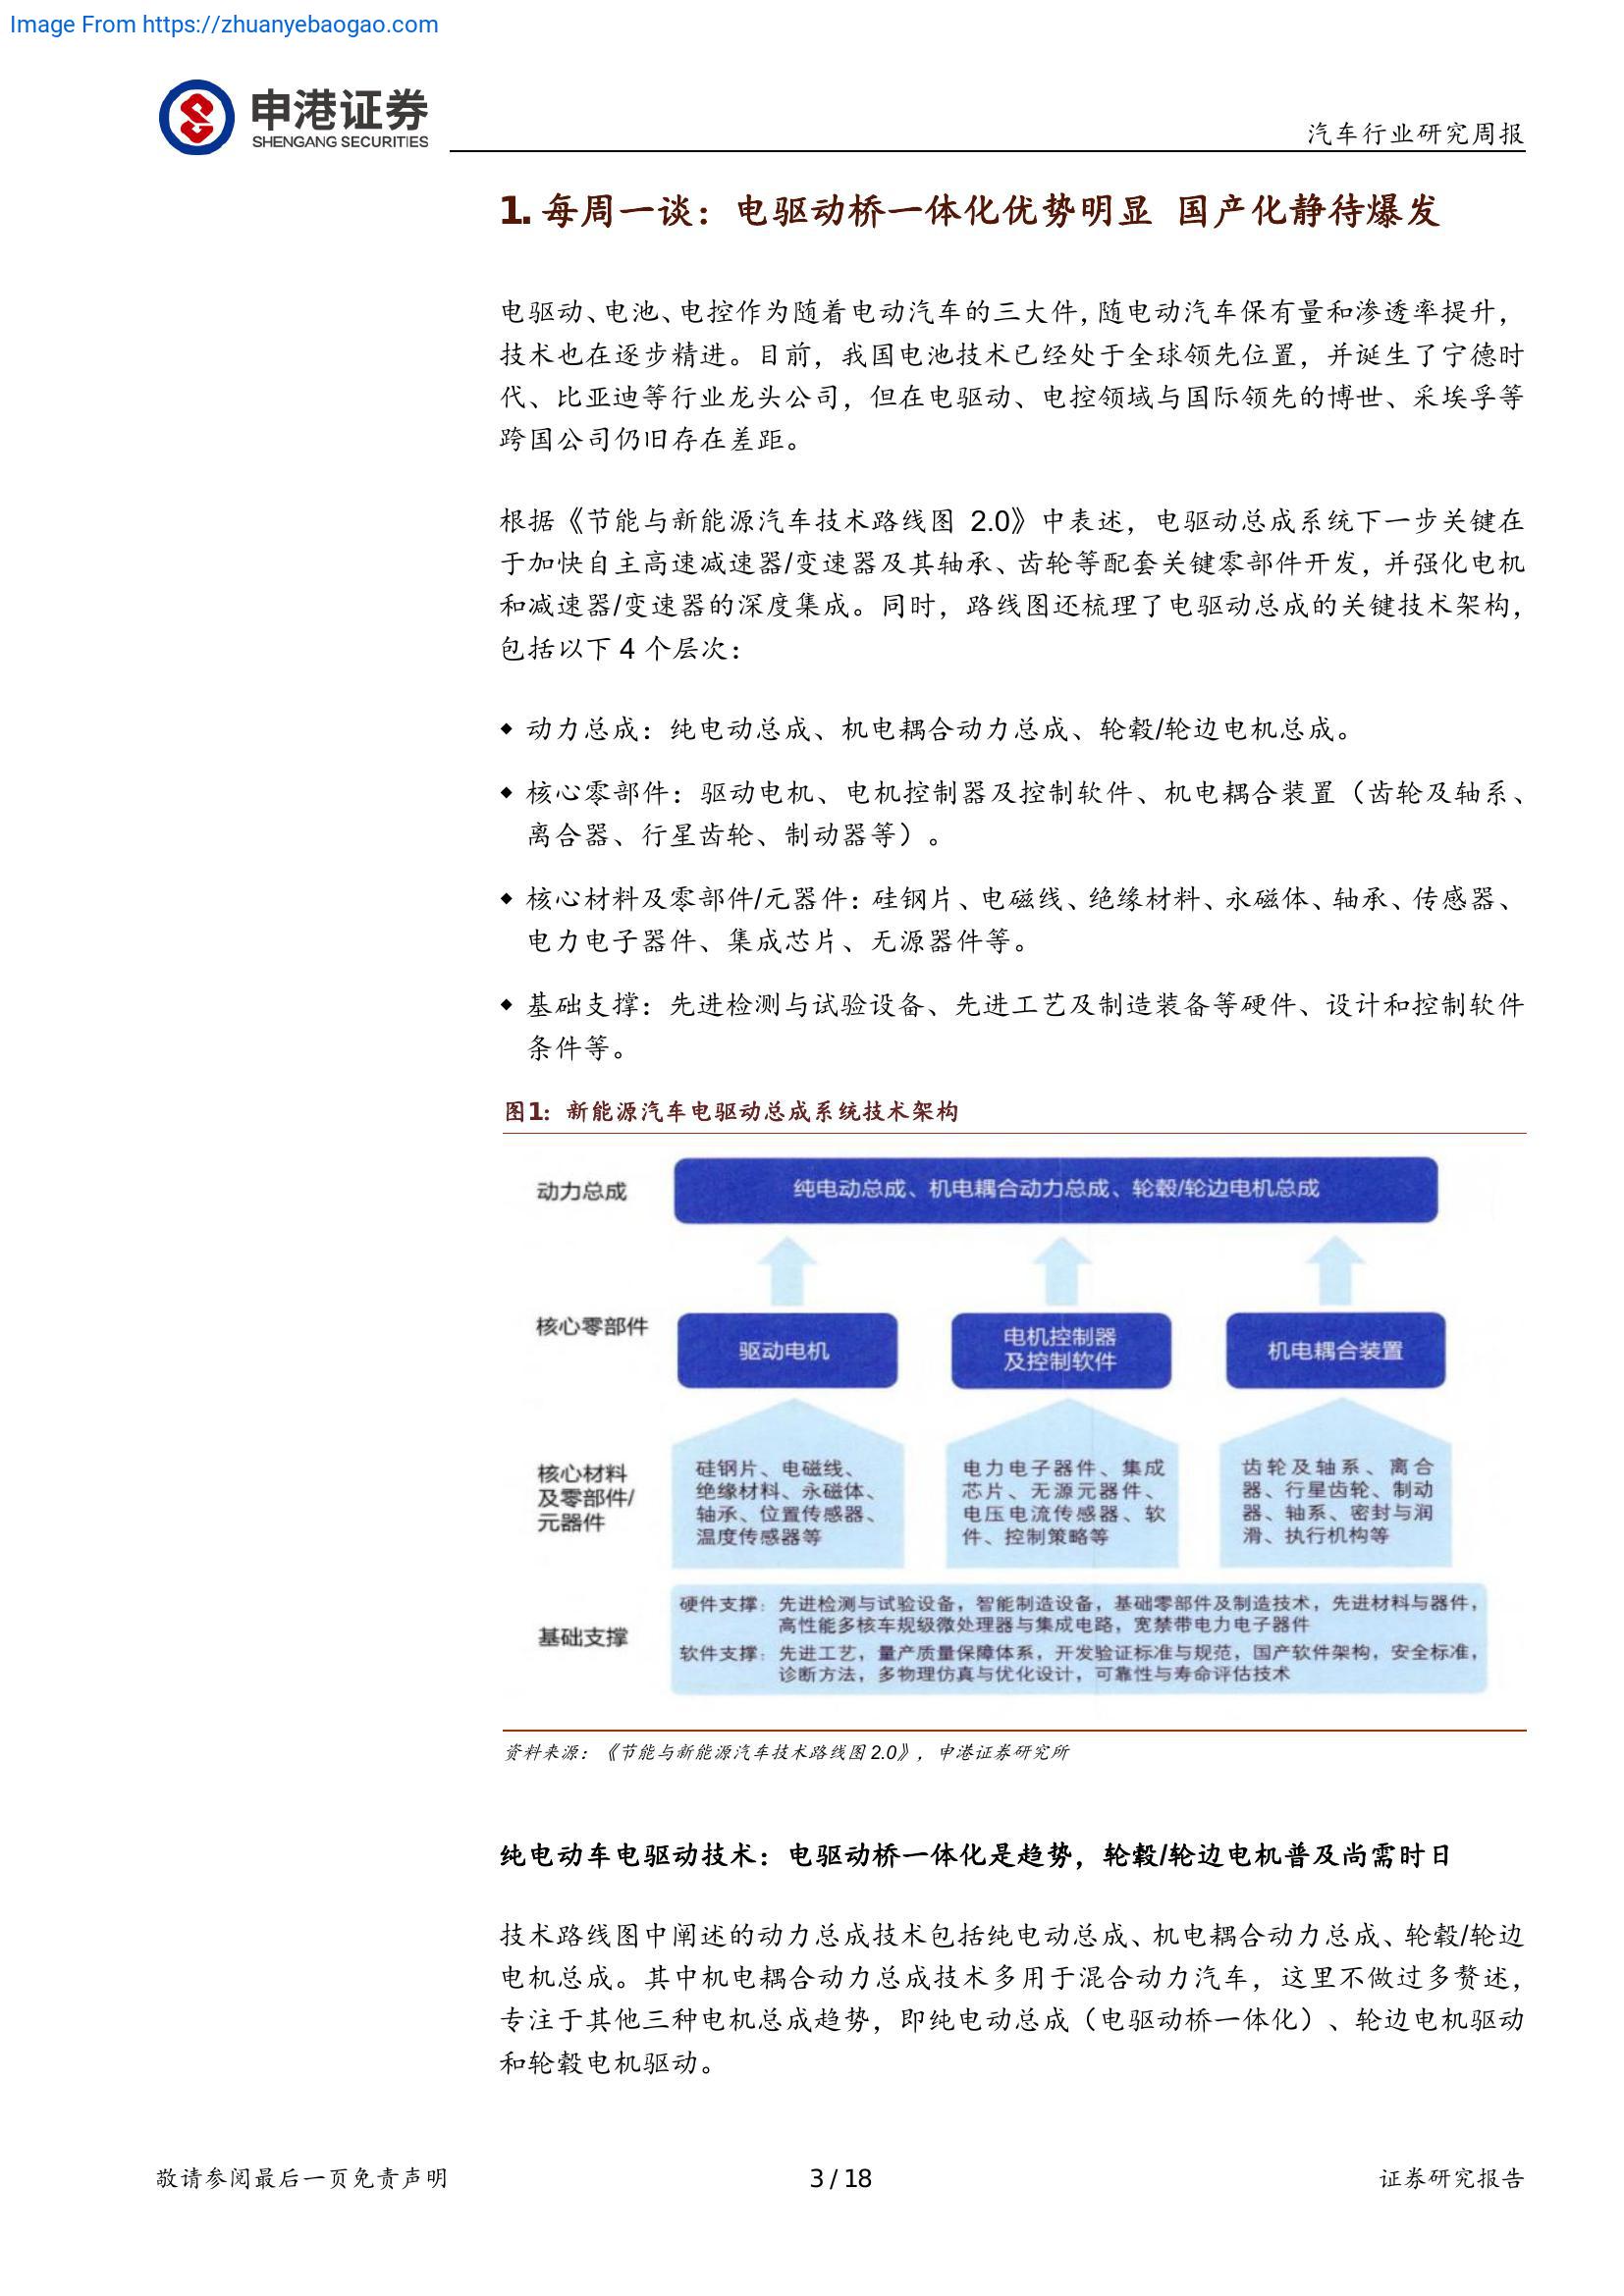 Image From https://zhuanyebaogao.com
申港证券
SHENGANG SECURITIES
汽车行业研究周报
1. 每周一谈：电驱动桥一体化优势明显 国产化静待爆发
电驱动、电池、电控作为随着电动汽车的三大件，随电动汽车保有量和渗透率提升，
技术也在逐步精进。目前，我国电池技术已经处于全球领先位置，并诞生了宁德时
代、比亚迪等行业龙头公司，但在电驱动、电控领域与国际领先的博世、采埃孚等
跨国公司仍旧存在差距。
根据《节能与新能源汽车技术路线图 2.0》中表述，电驱动总成系统下一步关键在
于加快自主高速减速器/变速器及其轴承、齿轮等配套关键零部件开发，并强化电机
和减速器/变速器的深度集成。同时，路线图还梳理了电驱动总成的关键技术架构，
包括以下 4 个层次：
◆ 动力总成：纯电动总成、机电耦合动力总成、轮毂/轮边电机总成。
◆ 核心零部件：驱动电机、电机控制器及控制软件、机电耦合装置（齿轮及轴系、
离合器、行星齿轮、制动器等）。
◆ 核心材料及零部件/元器件：硅钢片、电磁线、绝缘材料、永磁体、轴承、传感器、
电力电子器件、集成芯片、无源器件等。
◆ 基础支撑：先进检测与试验设备、先进工艺及制造装备等硬件、设计和控制软件
条件等。
图1：新能源汽车电驱动总成系统技术架构
动力总成
纯电动总成、机电耦合动力总成、轮毂/轮边电机总成
核心零部件
驱动电机
电机控制器
及控制软件
机电耦合装置
核心材料
及零部件/
元器件
硅钢片、电磁线、
绝缘材料、永磁体、
轴承、位置传感器、
温度传感器等
电力电子器件、集成
芯片、无源元器件、
电压电流传感器、软
件、控制策略等
齿轮及轴系、离合
器、行星齿轮、制动
器、轴系、密封与润
滑、执行机构等
基础支撑
硬件支撑：先进检测与试验设备，智能制造设备，基础零部件及制造技术，先进材料与器件，
高性能多核车规级微处理器与集成电路，宽禁带电力电子器件
软件支撑：先进工艺，量产质量保障体系，开发验证标准与规范，国产软件架构，安全标准，
诊断方法，多物理仿真与优化设计，可靠性与寿命评估技术
资料来源：《节能与新能源汽车技术路线图 2.0》，申港证券研究所
纯电动车电驱动技术：电驱动桥一体化是趋势，轮毂/轮边电机普及尚需时日
技术路线图中阐述的动力总成技术包括纯电动总成、机电耦合动力总成、轮毂/轮边
电机总成。其中机电耦合动力总成技术多用于混合动力汽车，这里不做过多赘述，
专注于其他三种电机总成趋势，即纯电动总成（电驱动桥一体化）、轮边电机驱动
和轮毂电机驱动。
敬请参阅最后一页免责声明
3 / 18
证券研究报告